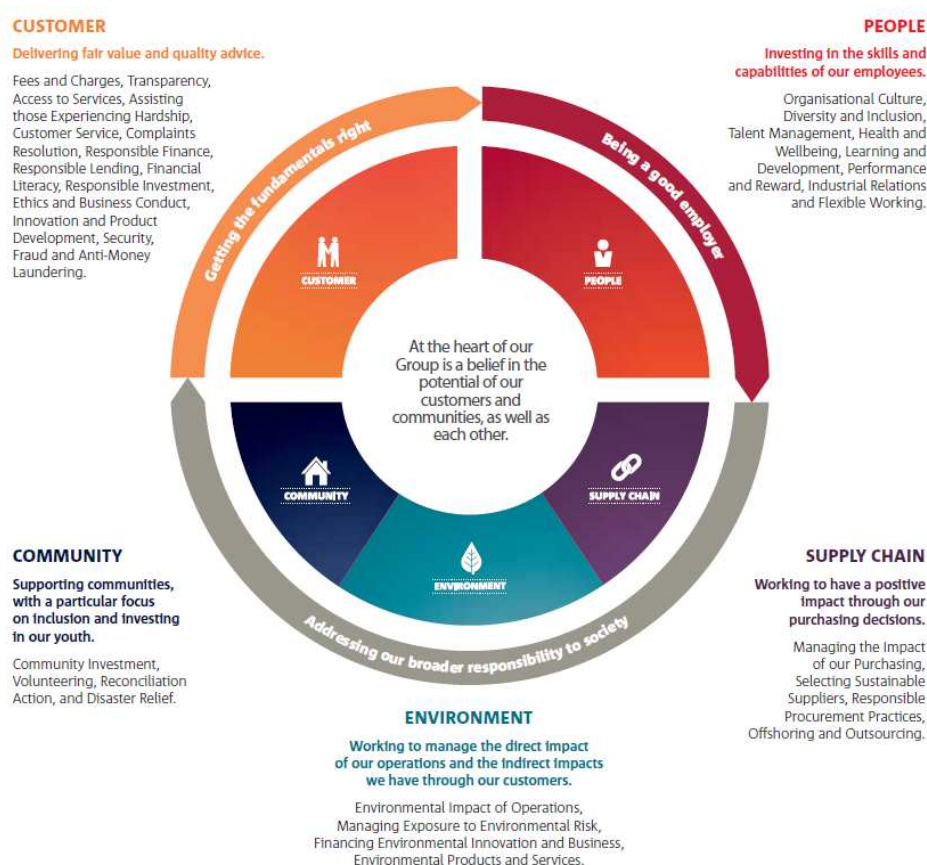 CUSTOMER
Delivering fair value and quality advice.
Fees and Charges, Transparency,
Access to Services, Assisting
those Experiencing Hardship,
Customer Service, Complaints
Resolution, Responsible Finance,
Responsible Lending, Financial
Literacy, Responsible Investment,
Ethics and Business Conduct,
Innovation and Product
Development, Security,
Fraud and Anti-Money
Laundering.
PEOPLE
Investing in the skills and
capabilities of our employees.
Organisational Culture,
Diversity and Inclusion,
Talent Management, Health and
Wellbeing, Learning and
Development, Performance
and Reward, Industrial Relations
and Flexible Working.
Getting the fundamentals right
Being a good employer
CUSTOMER
PEOPLE
At the heart of our
Group is a belief in the
potential of our
customers and
communities, as well as
each other.
COMMUNITY
SUPPLY CHAIN
ENVIRONMENT
Addressing our broader responsibility to society
COMMUNITY
Supporting communities,
with a particular focus
on inclusion and investing
in our youth.
Community Investment,
Volunteering, Reconciliation
Action, and Disaster Relief.
SUPPLY CHAIN
Working to have a positive
impact through our
purchasing decisions.
Managing the Impact
of our Purchasing,
Selecting Sustainable
Suppliers, Responsible
Procurement Practices,
Offshoring and Outsourcing.
ENVIRONMENT
Working to manage the direct impact
of our operations and the indirect impacts
we have through our customers.
Environmental Impact of Operations,
Managing Exposure to Environmental Risk,
Financing Environmental Innovation and Business,
Environmental Products and Services.